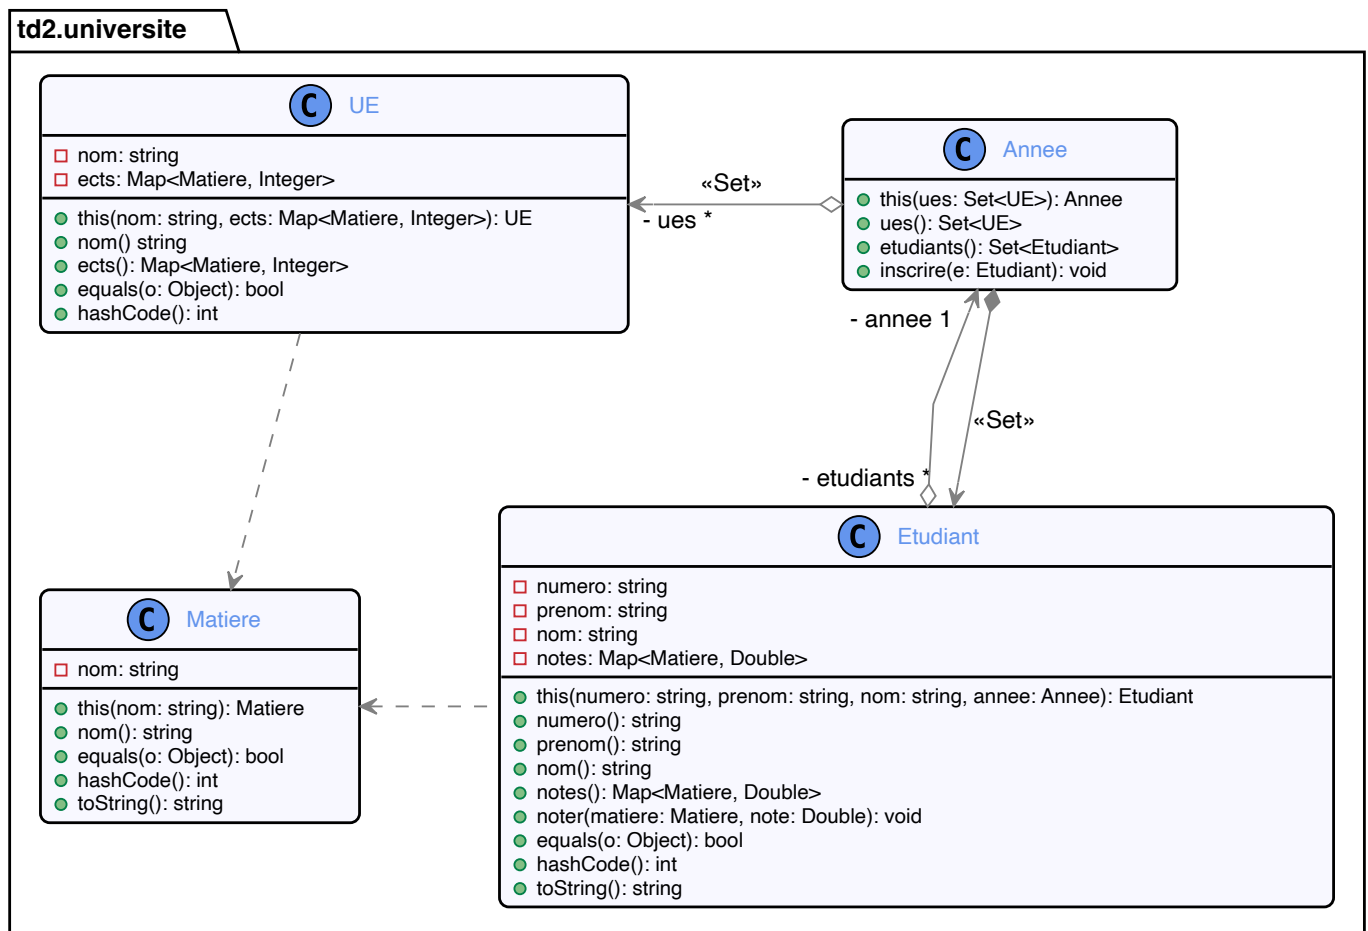 td2.universite
C UE
nom: string
ects: Map<Matiere, Integer>
this(nom: string, ects: Map<Matiere, Integer>): UE
nom() string
ects(): Map<Matiere, Integer>
equals(o: Object): bool
hashCode(): int
«Set»
- ues *
C Annee
this(ues: Set<UE>): Annee
ues(): Set<UE>
etudiants(): Set<Etudiant>
inscrire(e: Etudiant): void
- annee 1
«Set»
- etudiants *
C Matiere
nom: string
this(nom: string): Matiere
nom(): string
equals(o: Object): bool
hashCode(): int
toString(): string
C Etudiant
numero: string
prenom: string
nom: string
notes: Map<Matiere, Double>
this(numero: string, prenom: string, nom: string, annee: Annee): Etudiant
numero(): string
prenom(): string
nom(): string
notes(): Map<Matiere, Double>
noter(matiere: Matiere, note: Double): void
equals(o: Object): bool
hashCode(): int
toString(): string